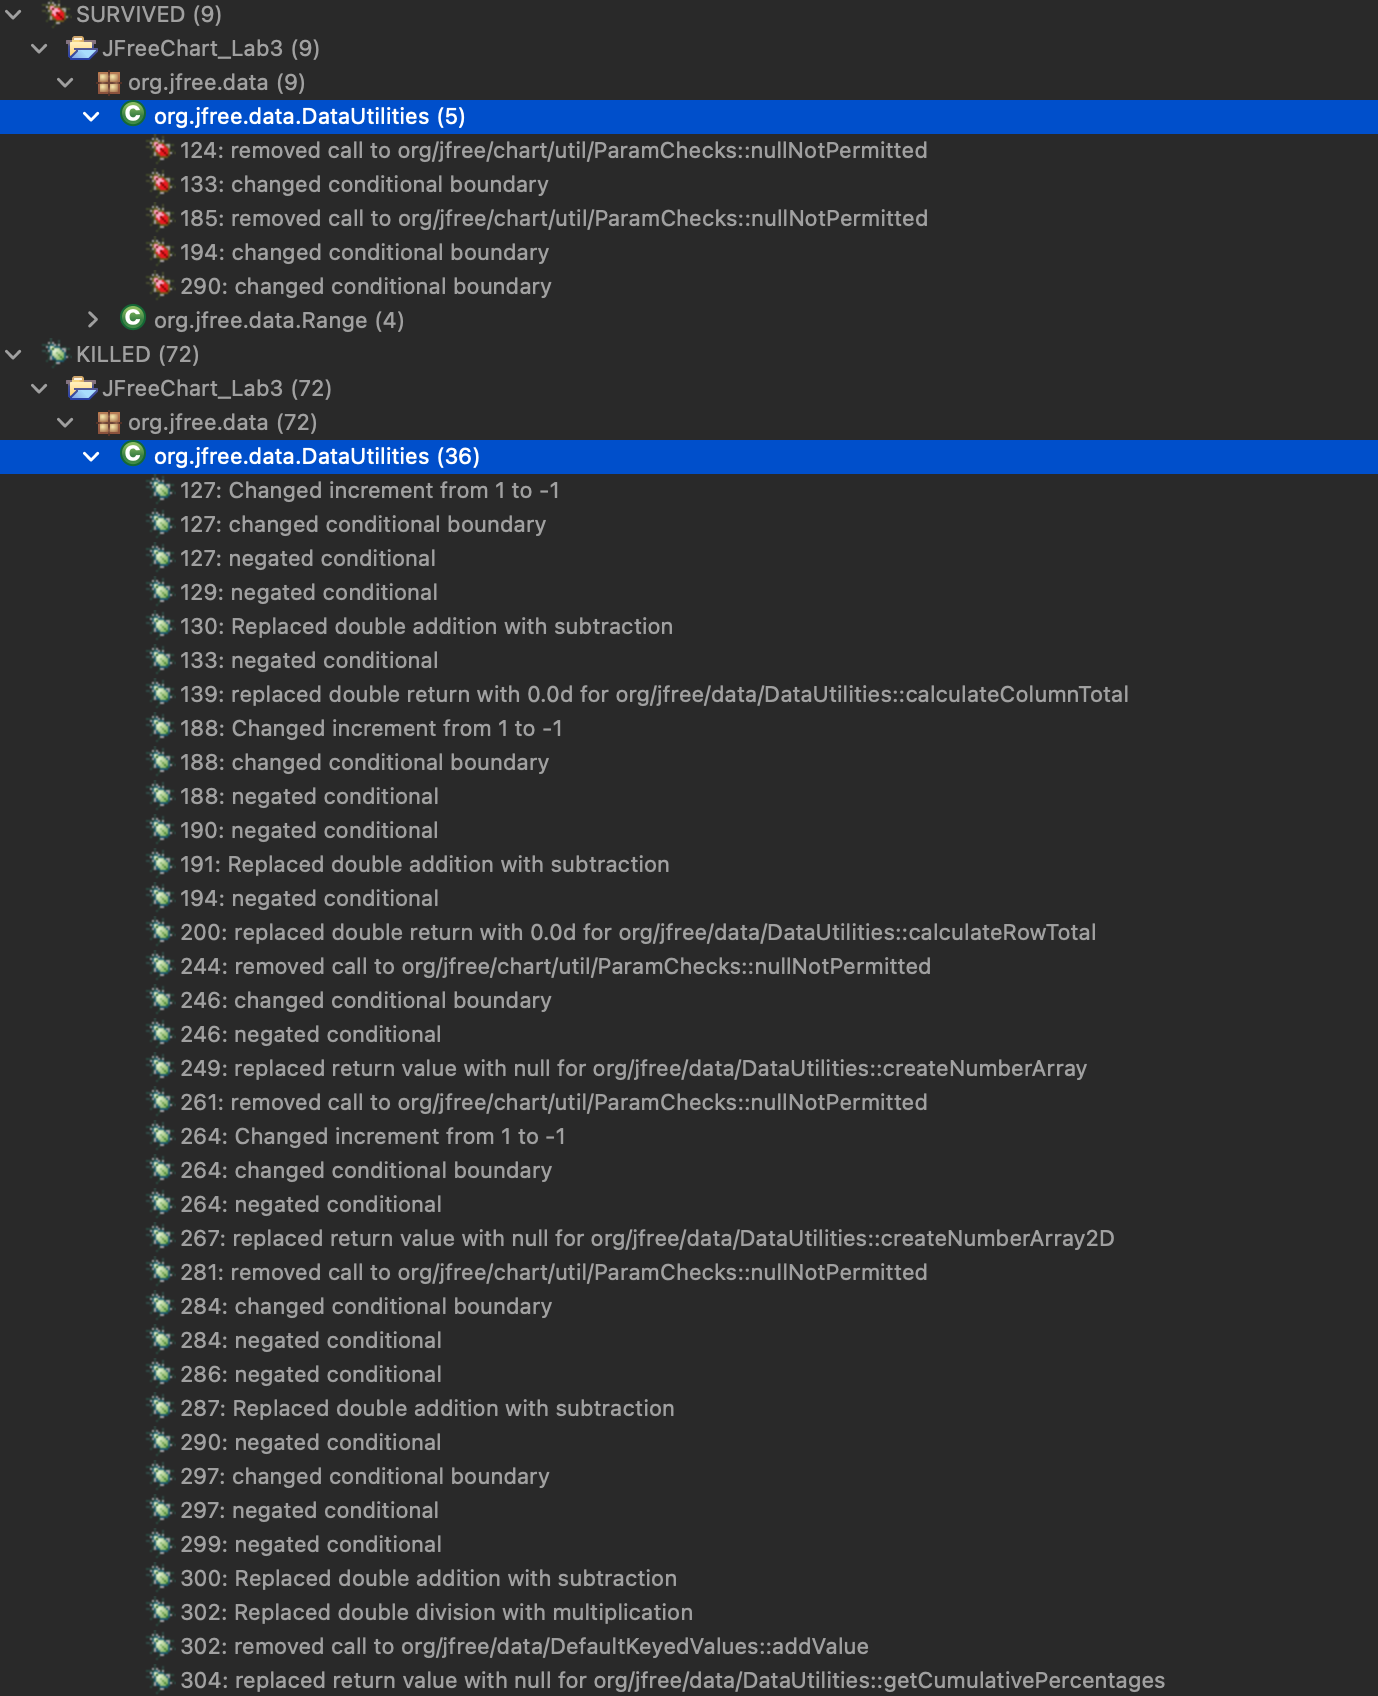 SURVIVED (9)
JFreeChart_Lab3 (9)
org.jfree.data (9)
C org.jfree.data.DataUtilities (5)
124: removed call to org/jfree/chart/util/ParamChecks::nullNotPermitted
133: changed conditional boundary
185: removed call to org/jfree/chart/util/ParamChecks::nullNotPermitted
194: changed conditional boundary
290: changed conditional boundary
C org.jfree.data.Range (4)
KILLED (72)
JFreeChart_Lab3 (72)
org.jfree.data (72)
C org.jfree.data.DataUtilities (36)
127: Changed increment from 1 to -1
127: changed conditional boundary
127: negated conditional
129: negated conditional
130: Replaced double addition with subtraction
133: negated conditional
139: replaced double return with 0.0d for org/jfree/data/DataUtilities::calculateColumnTotal
188: Changed increment from 1 to -1
188: changed conditional boundary
188: negated conditional
190: negated conditional
191: Replaced double addition with subtraction
194: negated conditional
200: replaced double return with 0.0d for org/jfree/data/DataUtilities::calculateRowTotal
244: removed call to org/jfree/chart/util/ParamChecks::nullNotPermitted
246: changed conditional boundary
246: negated conditional
249: replaced return value with null for org/jfree/data/DataUtilities::createNumberArray
261: removed call to org/jfree/chart/util/ParamChecks::nullNotPermitted
264: Changed increment from 1 to -1
264: changed conditional boundary
264: negated conditional
267: replaced return value with null for org/jfree/data/DataUtilities::createNumberArray2D
281: removed call to org/jfree/chart/util/ParamChecks::nullNotPermitted
284: changed conditional boundary
284: negated conditional
286: negated conditional
287: Replaced double addition with subtraction
290: negated conditional
297: changed conditional boundary
297: negated conditional
299: negated conditional
300: Replaced double addition with subtraction
302: Replaced double division with multiplication
302: removed call to org/jfree/data/DefaultKeyedValues::addValue
304: replaced return value with null for org/jfree/data/DataUtilities::getCumulativePercentages